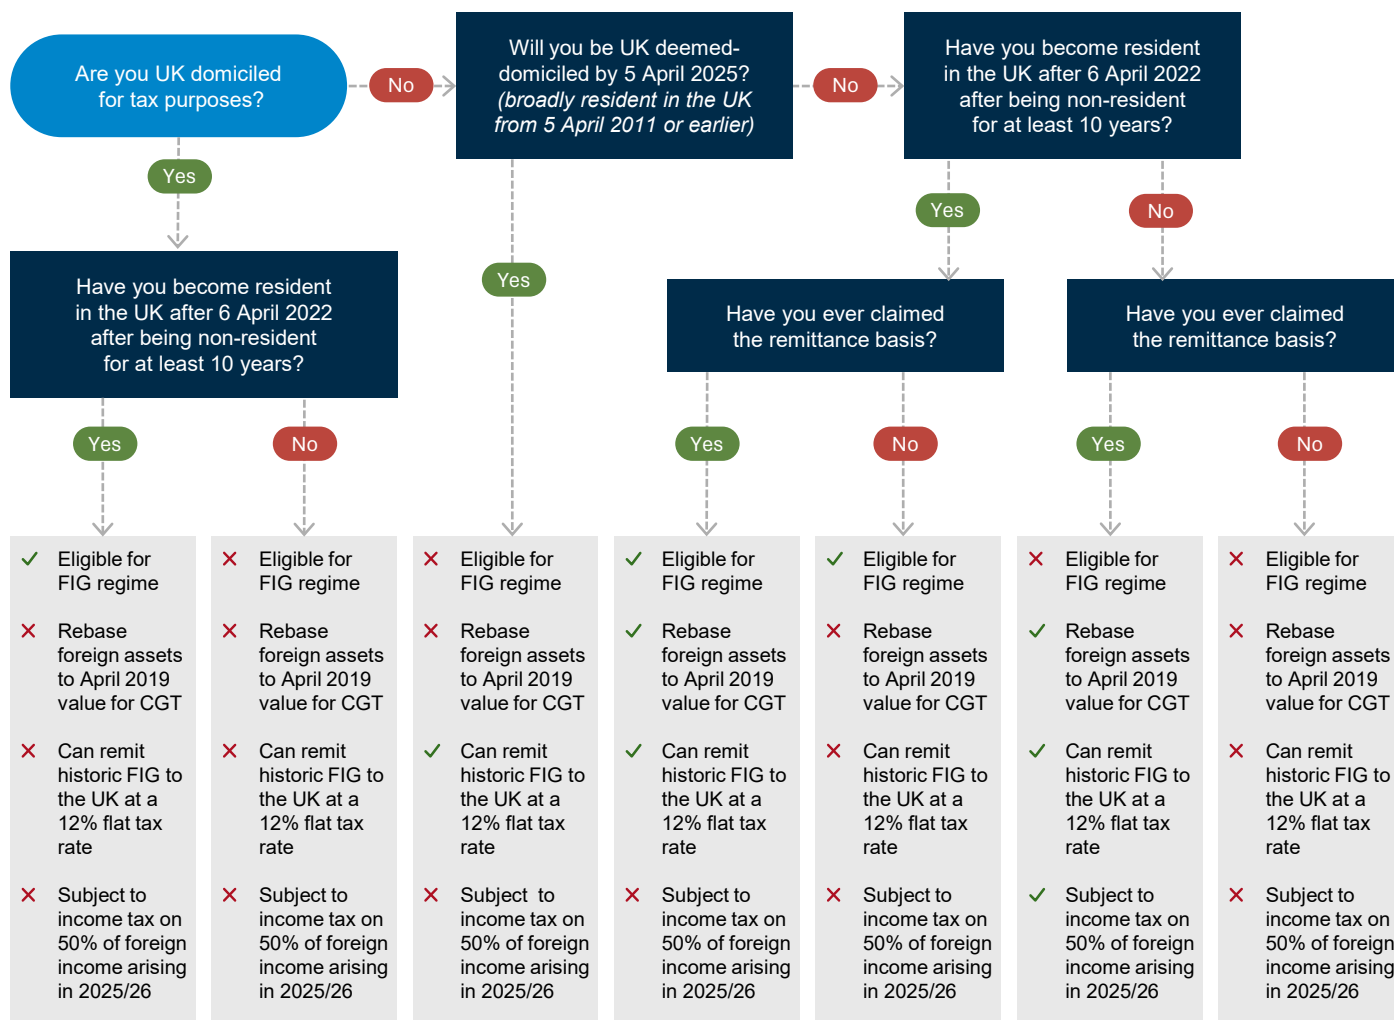 Are you UK domiciled
for tax purposes?
No
Will you be UK deemed-
domiciled by 5 April 2025?
(broadly resident in the UK
from 5 April 2011 or earlier)
No
Have you become resident
in the UK after 6 April 2022
after being non-resident
for at least 10 years?
Yes
Have you become resident
in the UK after 6 April 2022
after being non-resident
for at least 10 years?
Yes
Yes
No
Have you ever claimed
the remittance basis?
Have you ever claimed
the remittance basis?
Yes
No
Yes
No
Yes
No
Eligible for
FIG regime
Rebase
foreign assets
to April 2019
value for CGT
Can remit
historic FIG to
the UK at a
12% flat tax
rate
Subject to
income tax on
50% of foreign
income arising
in 2025/26
Eligible for
FIG regime
Rebase
foreign assets
to April 2019
value for CGT
Can remit
historic FIG to
the UK at a
12% flat tax
rate
Subject to
income tax on
50% of foreign
income arising
in 2025/26
Eligible for
FIG regime
Rebase
foreign assets
to April 2019
value for CGT
Can remit
historic FIG to
the UK at a
12% flat tax
rate
Subject to
income tax on
50% of foreign
income arising
in 2025/26
Eligible for
FIG regime
Rebase
foreign assets
to April 2019
value for CGT
Can remit
historic FIG to
the UK at a
12% flat tax
rate
Subject to
income tax on
50% of foreign
income arising
in 2025/26
Eligible for
FIG regime
Rebase
foreign assets
to April 2019
value for CGT
Can remit
historic FIG to
the UK at a
12% flat tax
rate
Subject to
income tax on
50% of foreign
income arising
in 2025/26
Eligible for
FIG regime
Rebase
foreign assets
to April 2019
value for CGT
Can remit
historic FIG to
the UK at a
12% flat tax
rate
Subject to
income tax on
50% of foreign
income arising
in 2025/26
Eligible for
FIG regime
Rebase
foreign assets
to April 2019
value for CGT
Can remit
historic FIG to
the UK at a
12% flat tax
rate
Subject to
income tax on
50% of foreign
income arising
in 2025/26